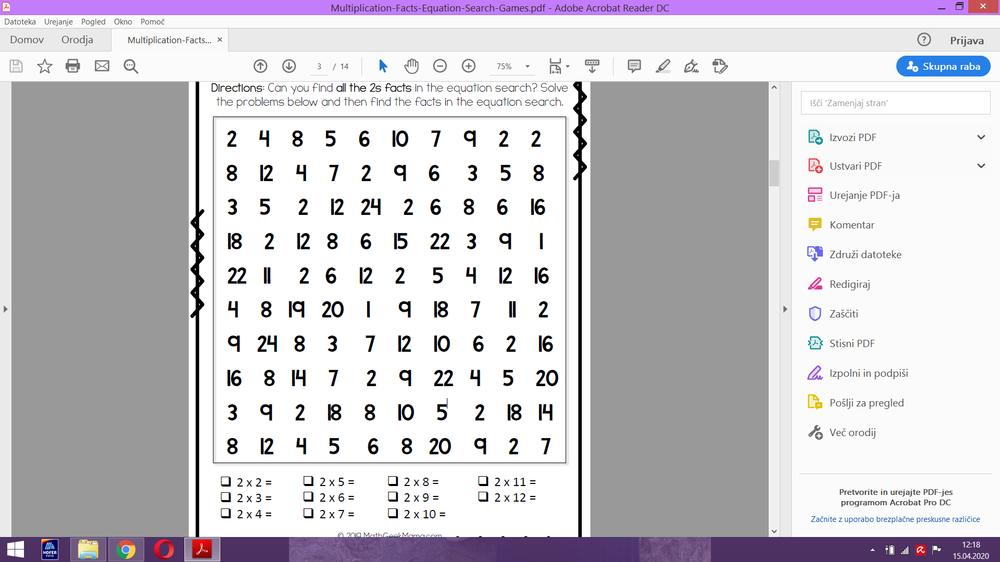 Multiplication-Facts-Equation-Search-Games.pdf - Adobe Acrobat Reader DC
Datoteka Urejanje Pogled Okno Pomoč
Domov Orodja Multiplication-Facts... × Prijava
3 / 14 75% Skupna raba
Directions: Can you find all the 2s facts in the equation search? Solve
the problems below and then find the facts in the equation search.
2 4 8 5 6 10 7 9 2 2
8 12 4 7 2 9 6 3 5 8
3 5 2 12 24 2 6 8 6 16
18 2 12 8 6 15 22 3 9 1
22 11 2 6 12 2 5 4 12 16
4 8 19 20 1 9 18 7 11 2
9 24 8 3 7 12 10 6 2 16
16 8 14 7 2 9 22 4 5 20
3 9 2 18 8 10 5 2 18 14
8 12 4 5 6 8 20 9 2 7
2 x 2 = 2 x 5 = 2 x 8 = 2 x 11 =
2 x 3 = 2 x 6 = 2 x 9 = 2 x 12 =
2 x 4 = 2 x 7 = 2 x 10 =
© 2019 MathGeekMama.com
Išči 'Zamenjaj stran'
Izvozi PDF
Ustvari PDF
Urejanje PDF-ja
Komentar
Združi datoteke
Redigiraj
Zaščiti
Stisni PDF
Izpolni in podpiši
Pošlji za pregled
Več orodij
Pretvorite in urejajte PDF-jes
programom Acrobat Pro DC
Začnite z uporabo brezplačne preskusne različice
HOFER
FOTO
12:18
15.04.2020